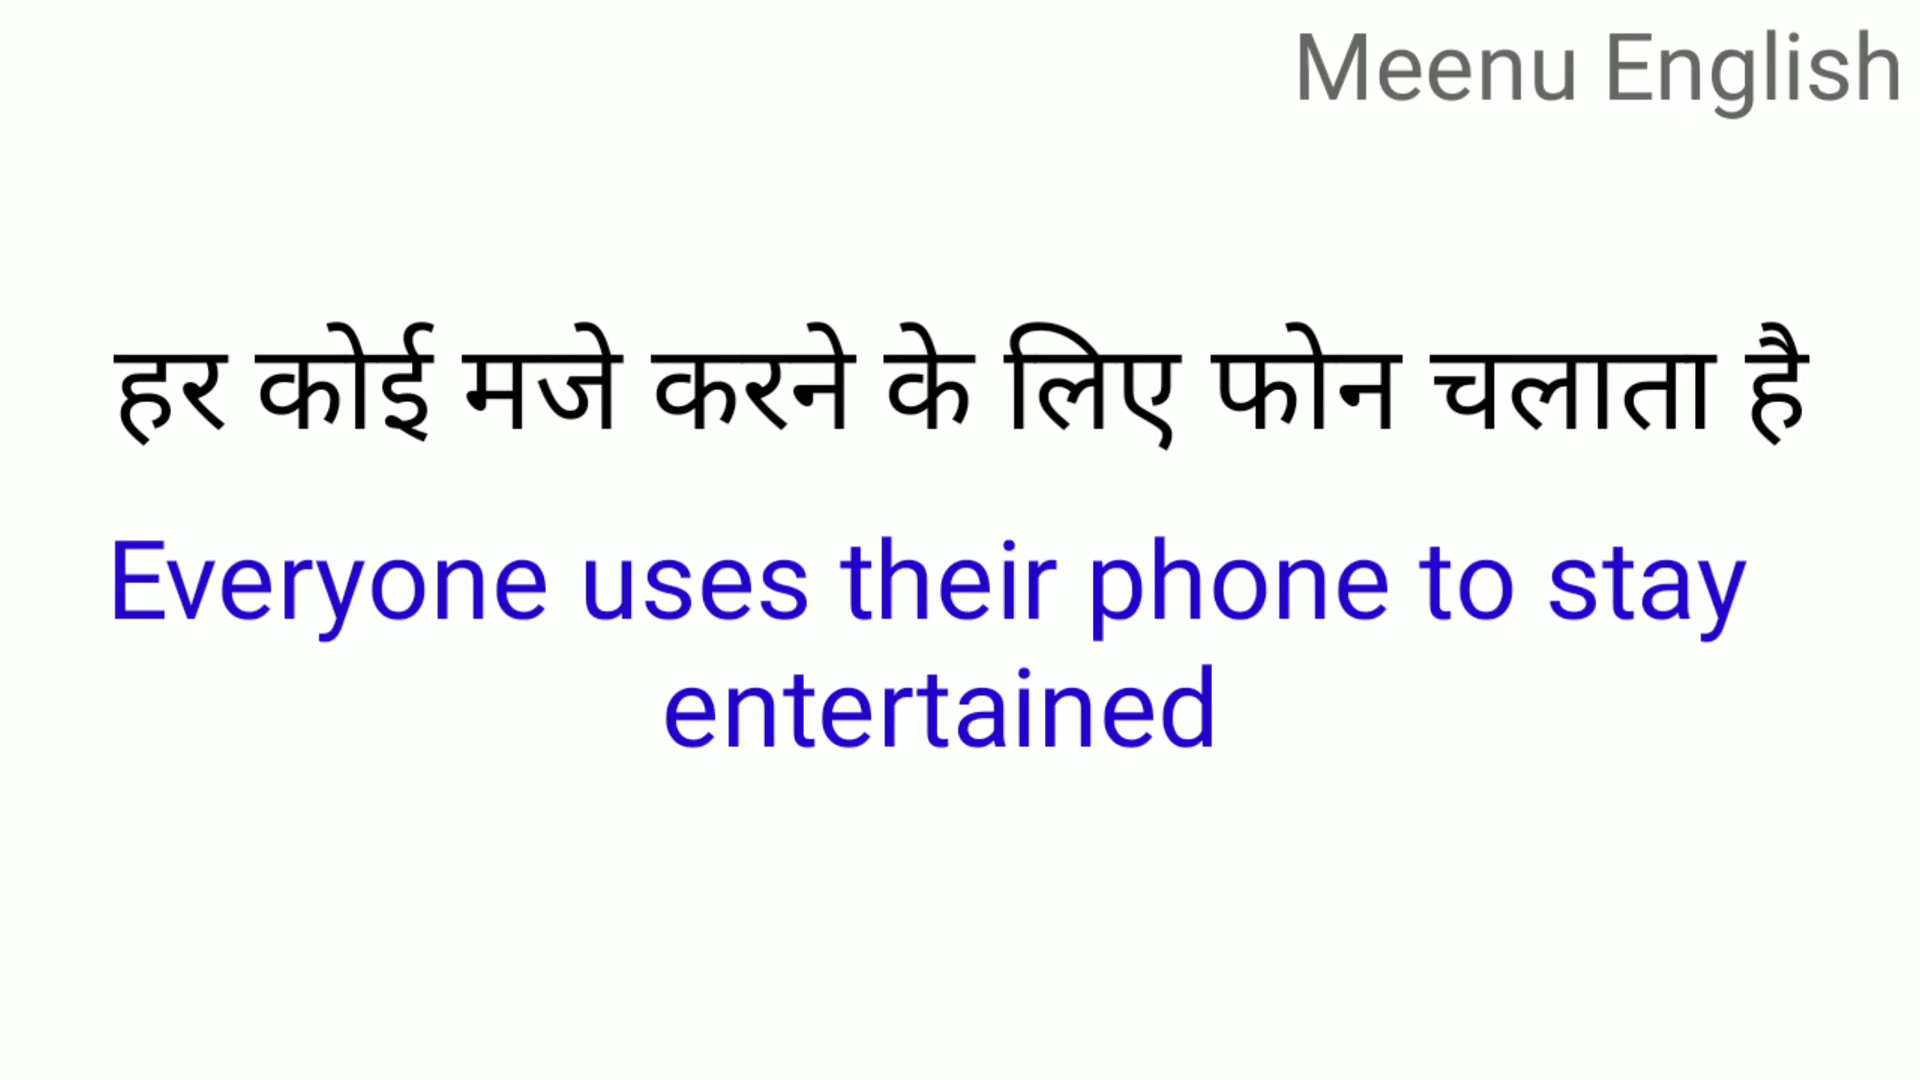 Meenu English
हर कोई मजे करने के लिए फोन चलाता है
Everyone uses their phone to stay
entertained